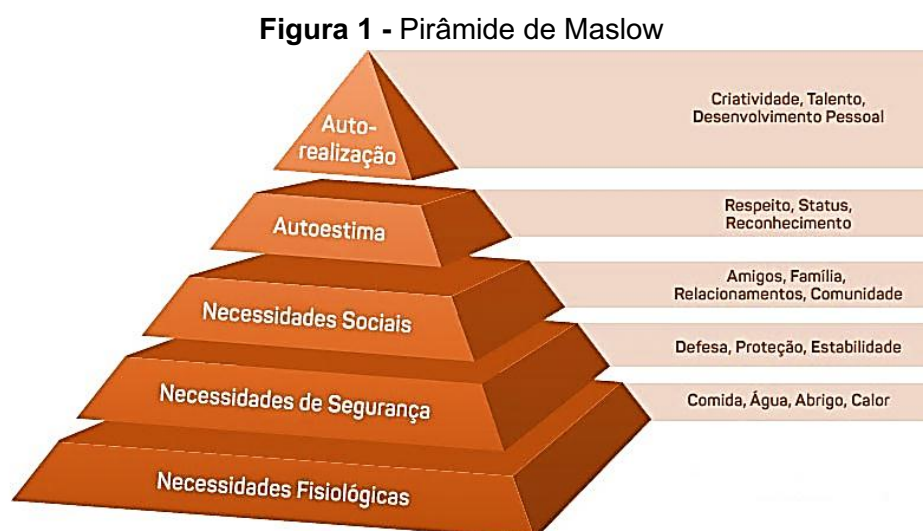 Figura 1 - Pirâmide de Maslow
Auto-
realização
Criatividade, Talento,
Desenvolvimento Pessoal
Autoestima
Respeito, Status,
Reconhecimento
Necessidades Sociais
Amigos, Família,
Relacionamentos, Comunidade
Necessidades de Segurança
Defesa, Proteção, Estabilidade
Necessidades Fisiológicas
Comida, Água, Abrigo, Calor